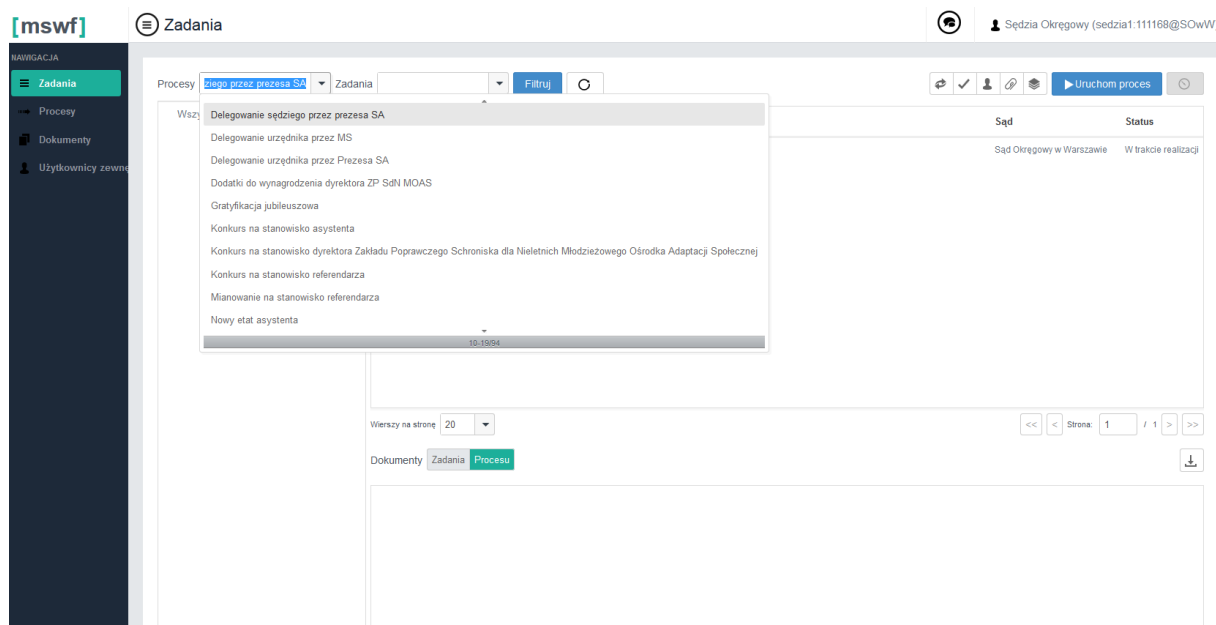 [mswf]
Zadania
Sędzia Okręgowy (sedzia1:111168@SOwW
NAWIGACJA
Zadania
Procesy
Dokumenty
Użytkownicy zewnę
Procesy ziego przez prezesa SA Zadania Filtruj Uruchom proces
Wszy
Sąd Status
Sąd Okręgowy w Warszawie W trakcie realizacji
Delegowanie sędziego przez prezesa SA
Delegowanie urzędnika przez MS
Delegowanie urzędnika przez Prezesa SA
Dodatki do wynagrodzenia dyrektora ZP SdN MOAS
Gratyfikacja jubileuszowa
Konkurs na stanowisko asystenta
Konkurs na stanowisko dyrektora Zakładu Poprawczego Schroniska dla Nieletnich Młodzieżowego Ośrodka Adaptacji Społecznej
Konkurs na stanowisko referendarza
Mianowanie na stanowisko referendarza
Nowy etat asystenta
10-19/94
Wierszy na stronę 20 << < Strona: 1 / 1 > >>
Dokumenty Zadania Procesu